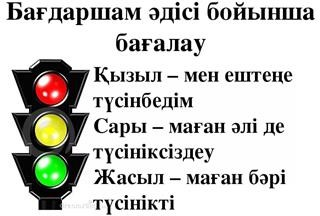 Бағдаршам әдісі бойынша
бағалау
Қызыл – мен ештеңе
түсінбедім
Сары – маған әлі де
түсініксіздеу
Жасыл – маған бәрі
түсінікті